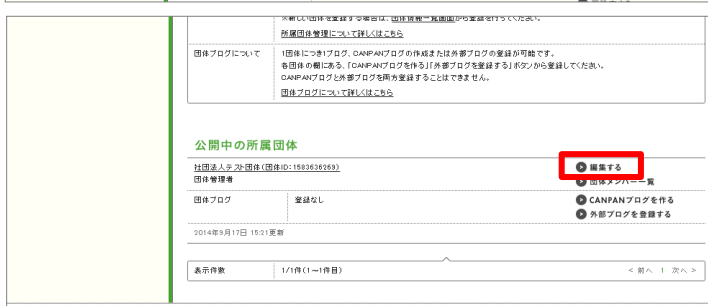 ※新しい団体を登録する場合は、団体情報一覧画面から登録を行ってください。
所属団体管理について詳しくはこちら
団体ブログについて
1団体につき1ブログ、CANPANブログの作成または外部ブログの登録が可能です。
各団体の欄にある、「CANPANブログを作る」「外部ブログを登録する」ボタンから登録してください。
CANPANブログと外部ブログを両方登録することはできません。
団体ブログについて詳しくはこちら
公開中の所属団体
社団法人テスト団体(団体ID:1583636269)
編集する
団体管理者
団体メンバー一覧
団体ブログ
登録なし
CANPANブログを作る
外部ブログを登録する
2014年9月17日 15:21更新
表示件数
1/1件(1～1件目)
< 前へ 1 次へ >